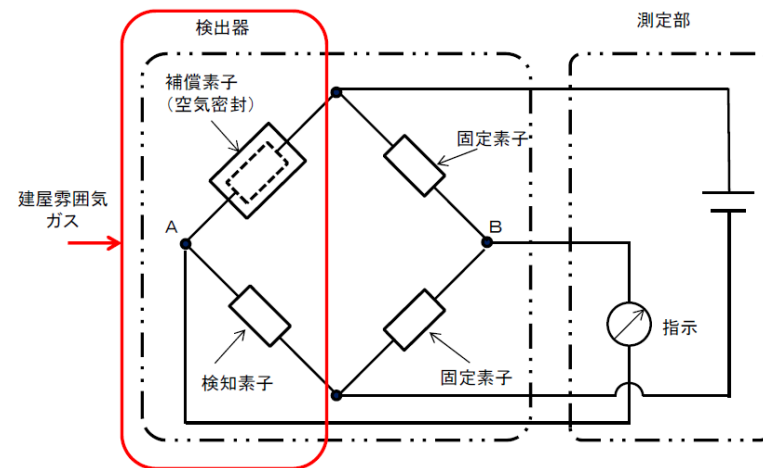 検出器
測定部
補償素子
（空気密封）
固定素子
建屋雰囲気
ガス
A
B
指示
検知素子
固定素子